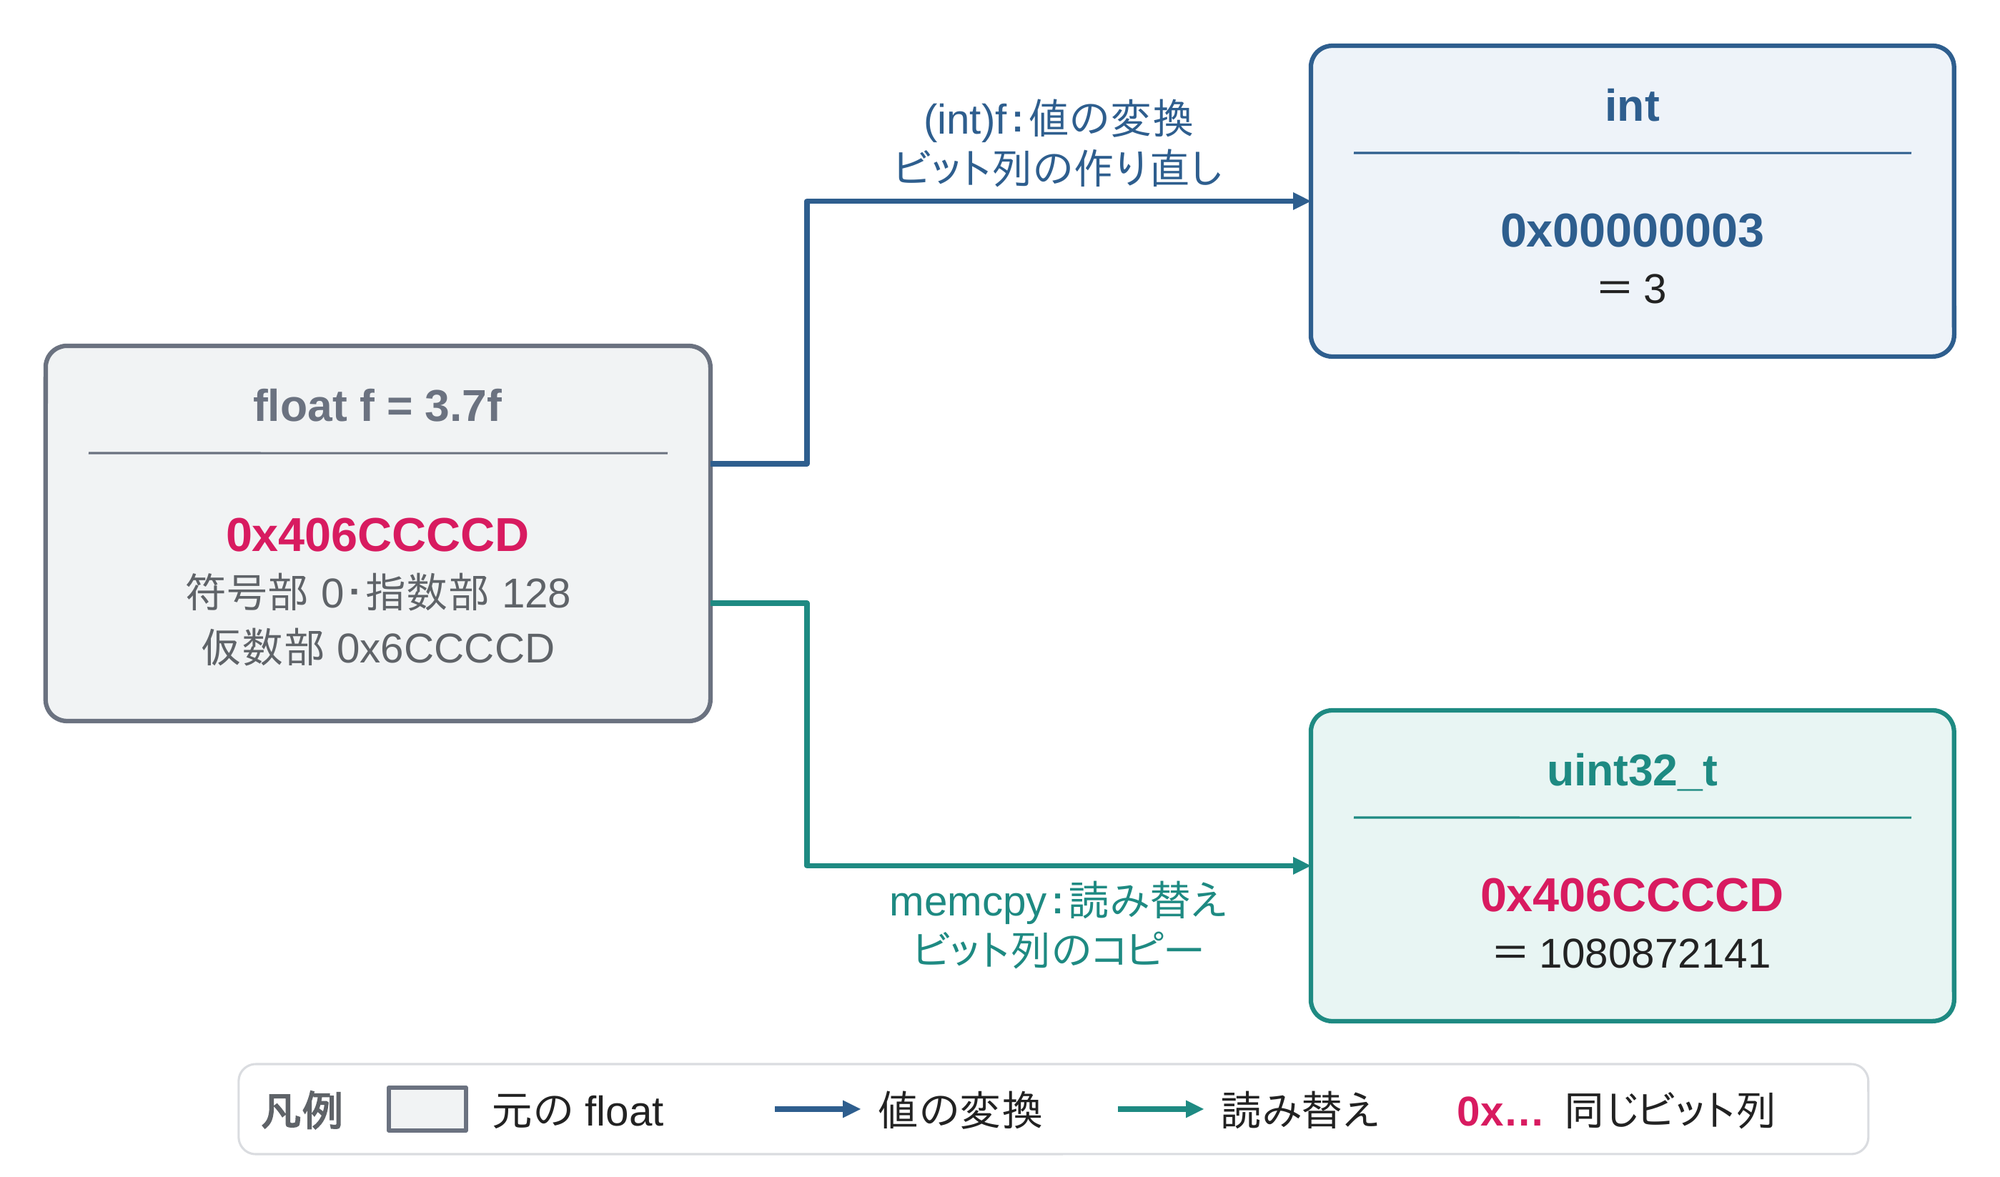 (int)f：値の変換
ビット列の作り直し
int
0x00000003
＝ 3
float f = 3.7f
0x406CCCCD
符号部 0・指数部 128
仮数部 0x6CCCCD
uint32_t
0x406CCCCD
＝ 1080872141
memcpy：読み替え
ビット列のコピー
凡例 元の float 値の変換 読み替え 0x… 同じビット列